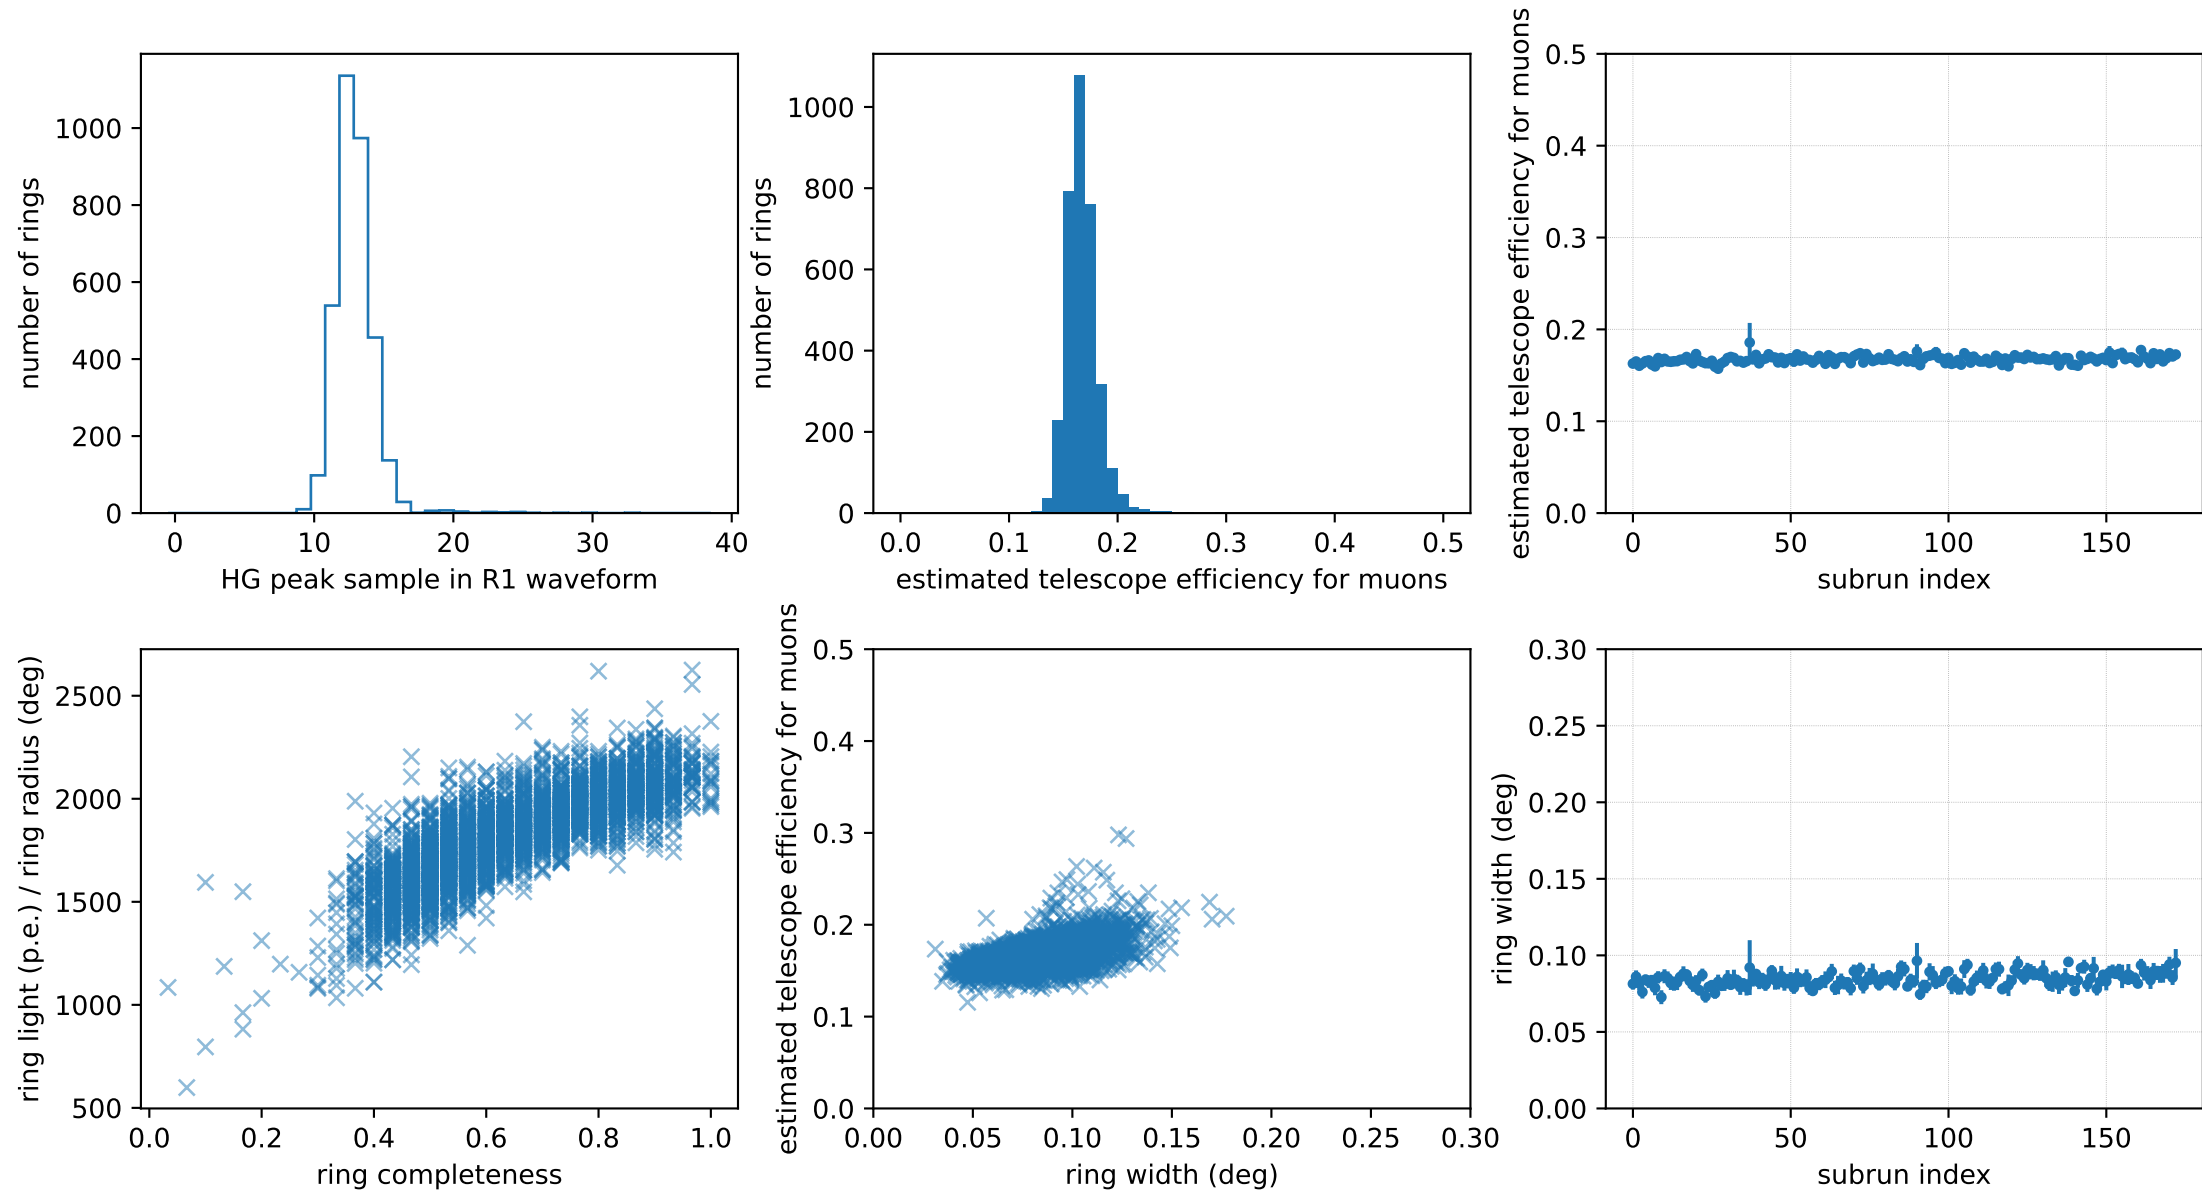 number of rings
1000
800
600
400
200
0
0 10 20 30 40
HG peak sample in R1 waveform
number of rings
1000
800
600
400
200
0
0.0 0.1 0.2 0.3 0.4 0.5
estimated telescope efficiency for muons
estimated telescope efficiency for muons
0.5
0.4
0.3
0.2
0.1
0.0
0 50 100 150
subrun index
ring light (p.e.) / ring radius (deg)
2500
2000
1500
1000
500
0.0 0.2 0.4 0.6 0.8 1.0
ring completeness
estimated telescope efficiency for muons
0.5
0.4
0.3
0.2
0.1
0.0
0.00 0.05 0.10 0.15 0.20 0.25 0.30
ring width (deg)
ring width (deg)
0.30
0.25
0.20
0.15
0.10
0.05
0.00
0 50 100 150
subrun index